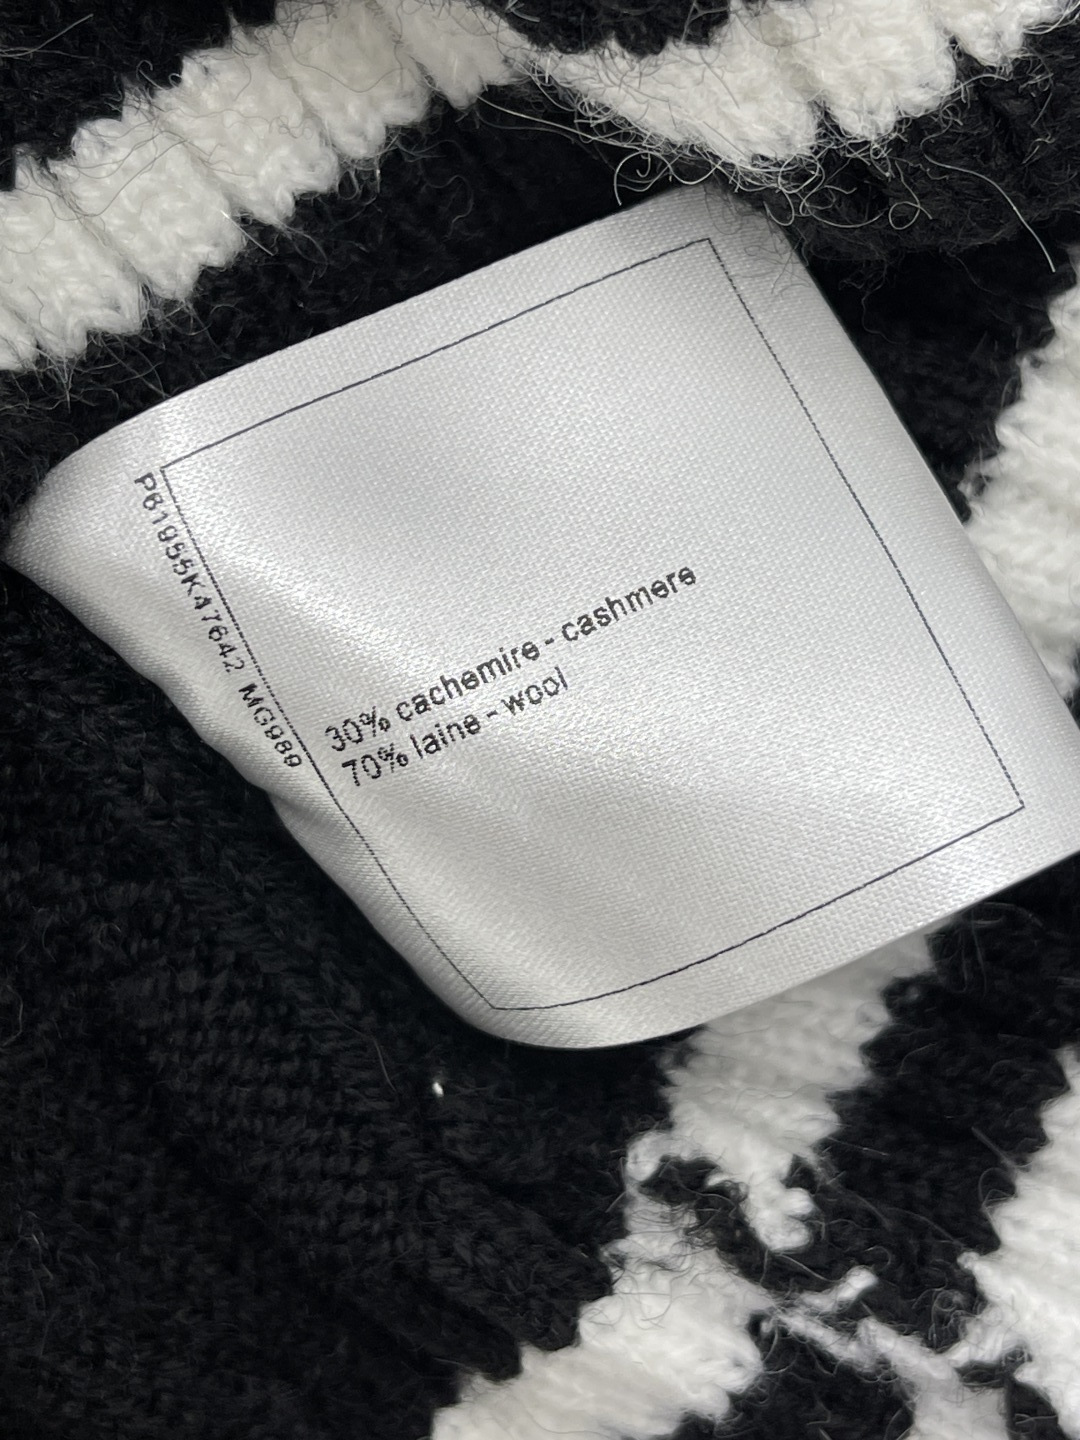 P61955K47642 MG989
30% cachemire - cashmere
70% laine - wool